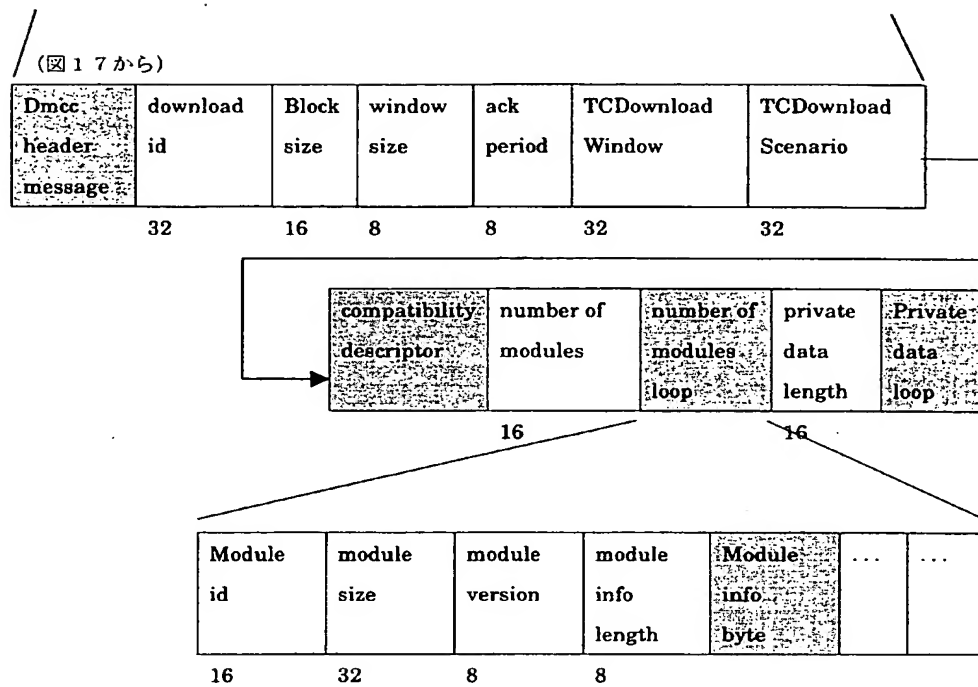 (図17から)
Dmcc header message
download id
Block size
window size
ack period
TCDownload Window
TCDownload Scenario
32 16 8 8 32 32
compatibility descriptor
number of modules
number of modules loop
private data length
Private data loop
16 16
Module id
module size
module version
module info length
Module info byte
...
...
16 32 8 8